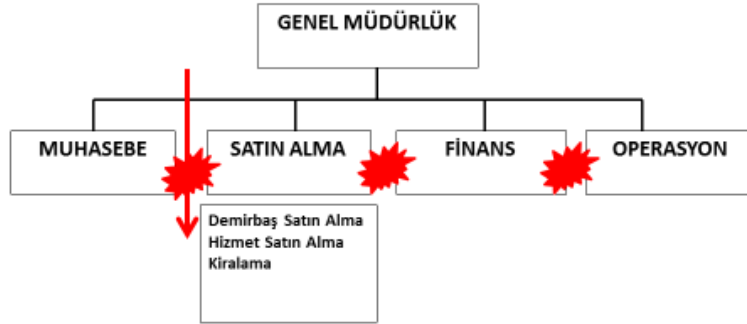 GENEL MÜDÜRLÜK
MUHASEBE
SATIN ALMA
FİNANS
OPERASYON
Demirbaş Satın Alma
Hizmet Satın Alma
Kiralama